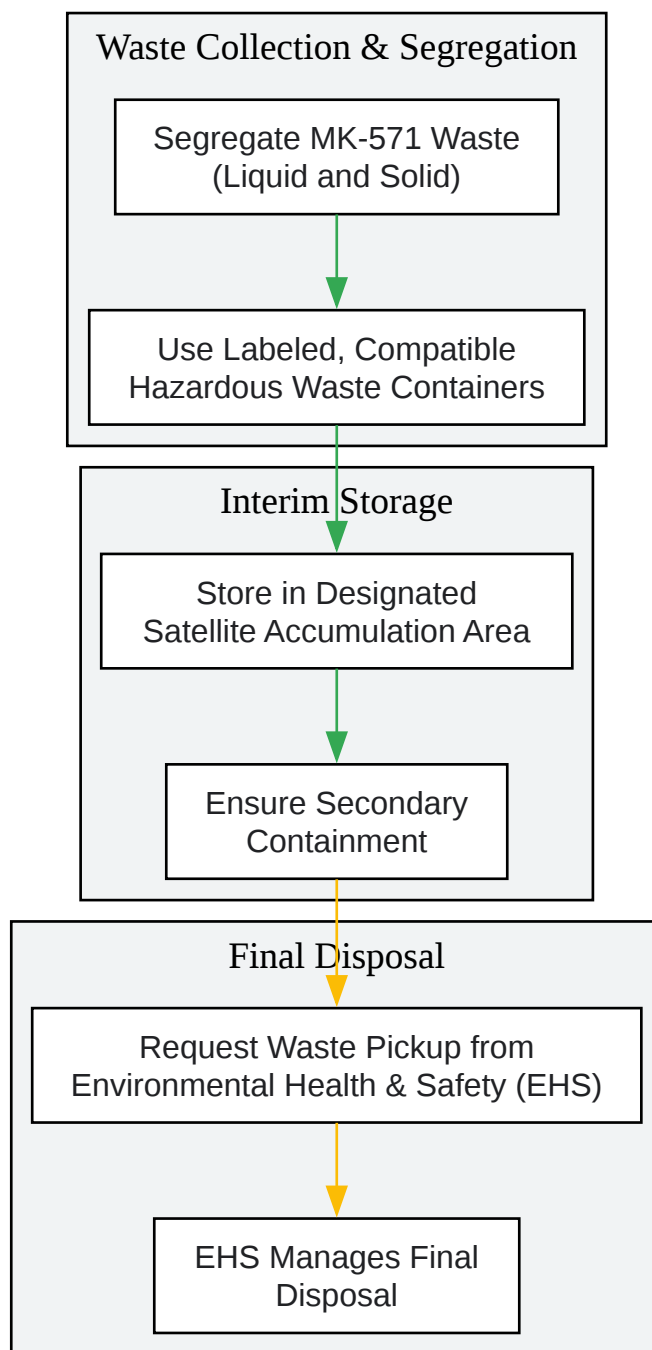 Waste Collection & Segregation
Segregate MK-571 Waste
(Liquid and Solid)
Use Labeled, Compatible
Hazardous Waste Containers
Interim Storage
Store in Designated
Satellite Accumulation Area
Ensure Secondary
Containment
Final Disposal
Request Waste Pickup from
Environmental Health & Safety (EHS)
EHS Manages Final
Disposal